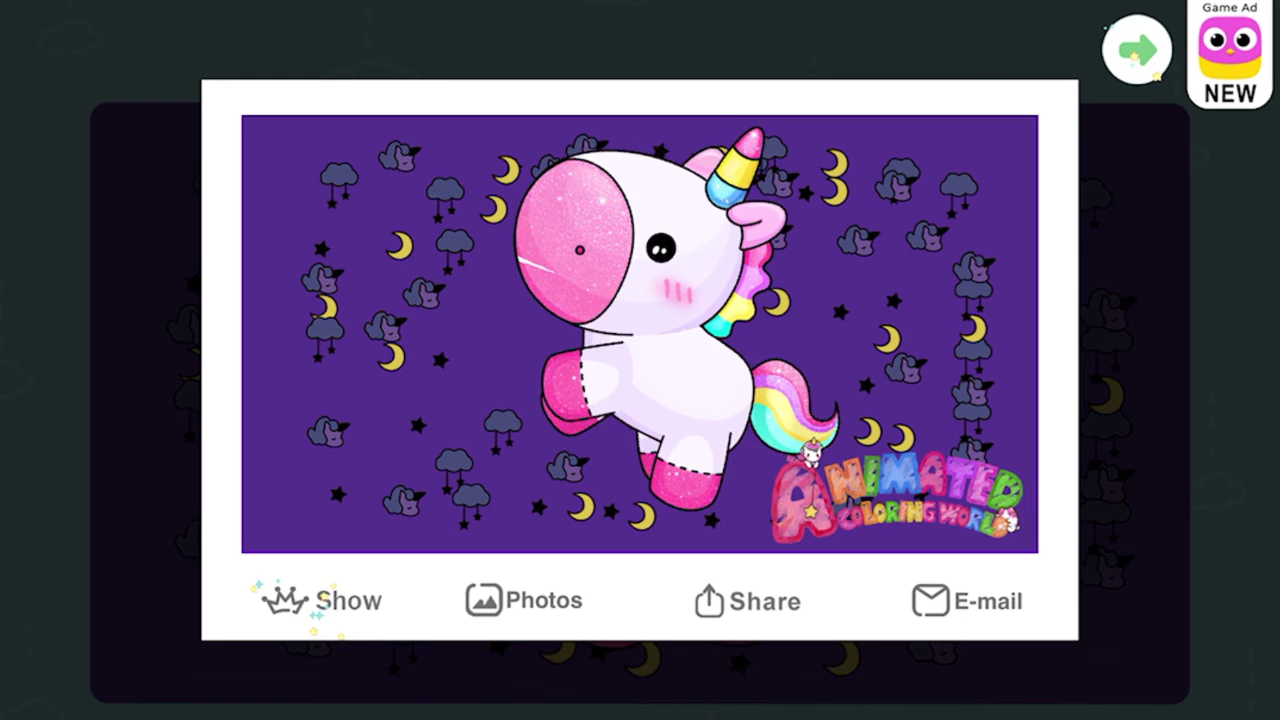 Game Ad
NEW
ANIMATED
COLORING WORLD
Show
Photos
Share
E-mail